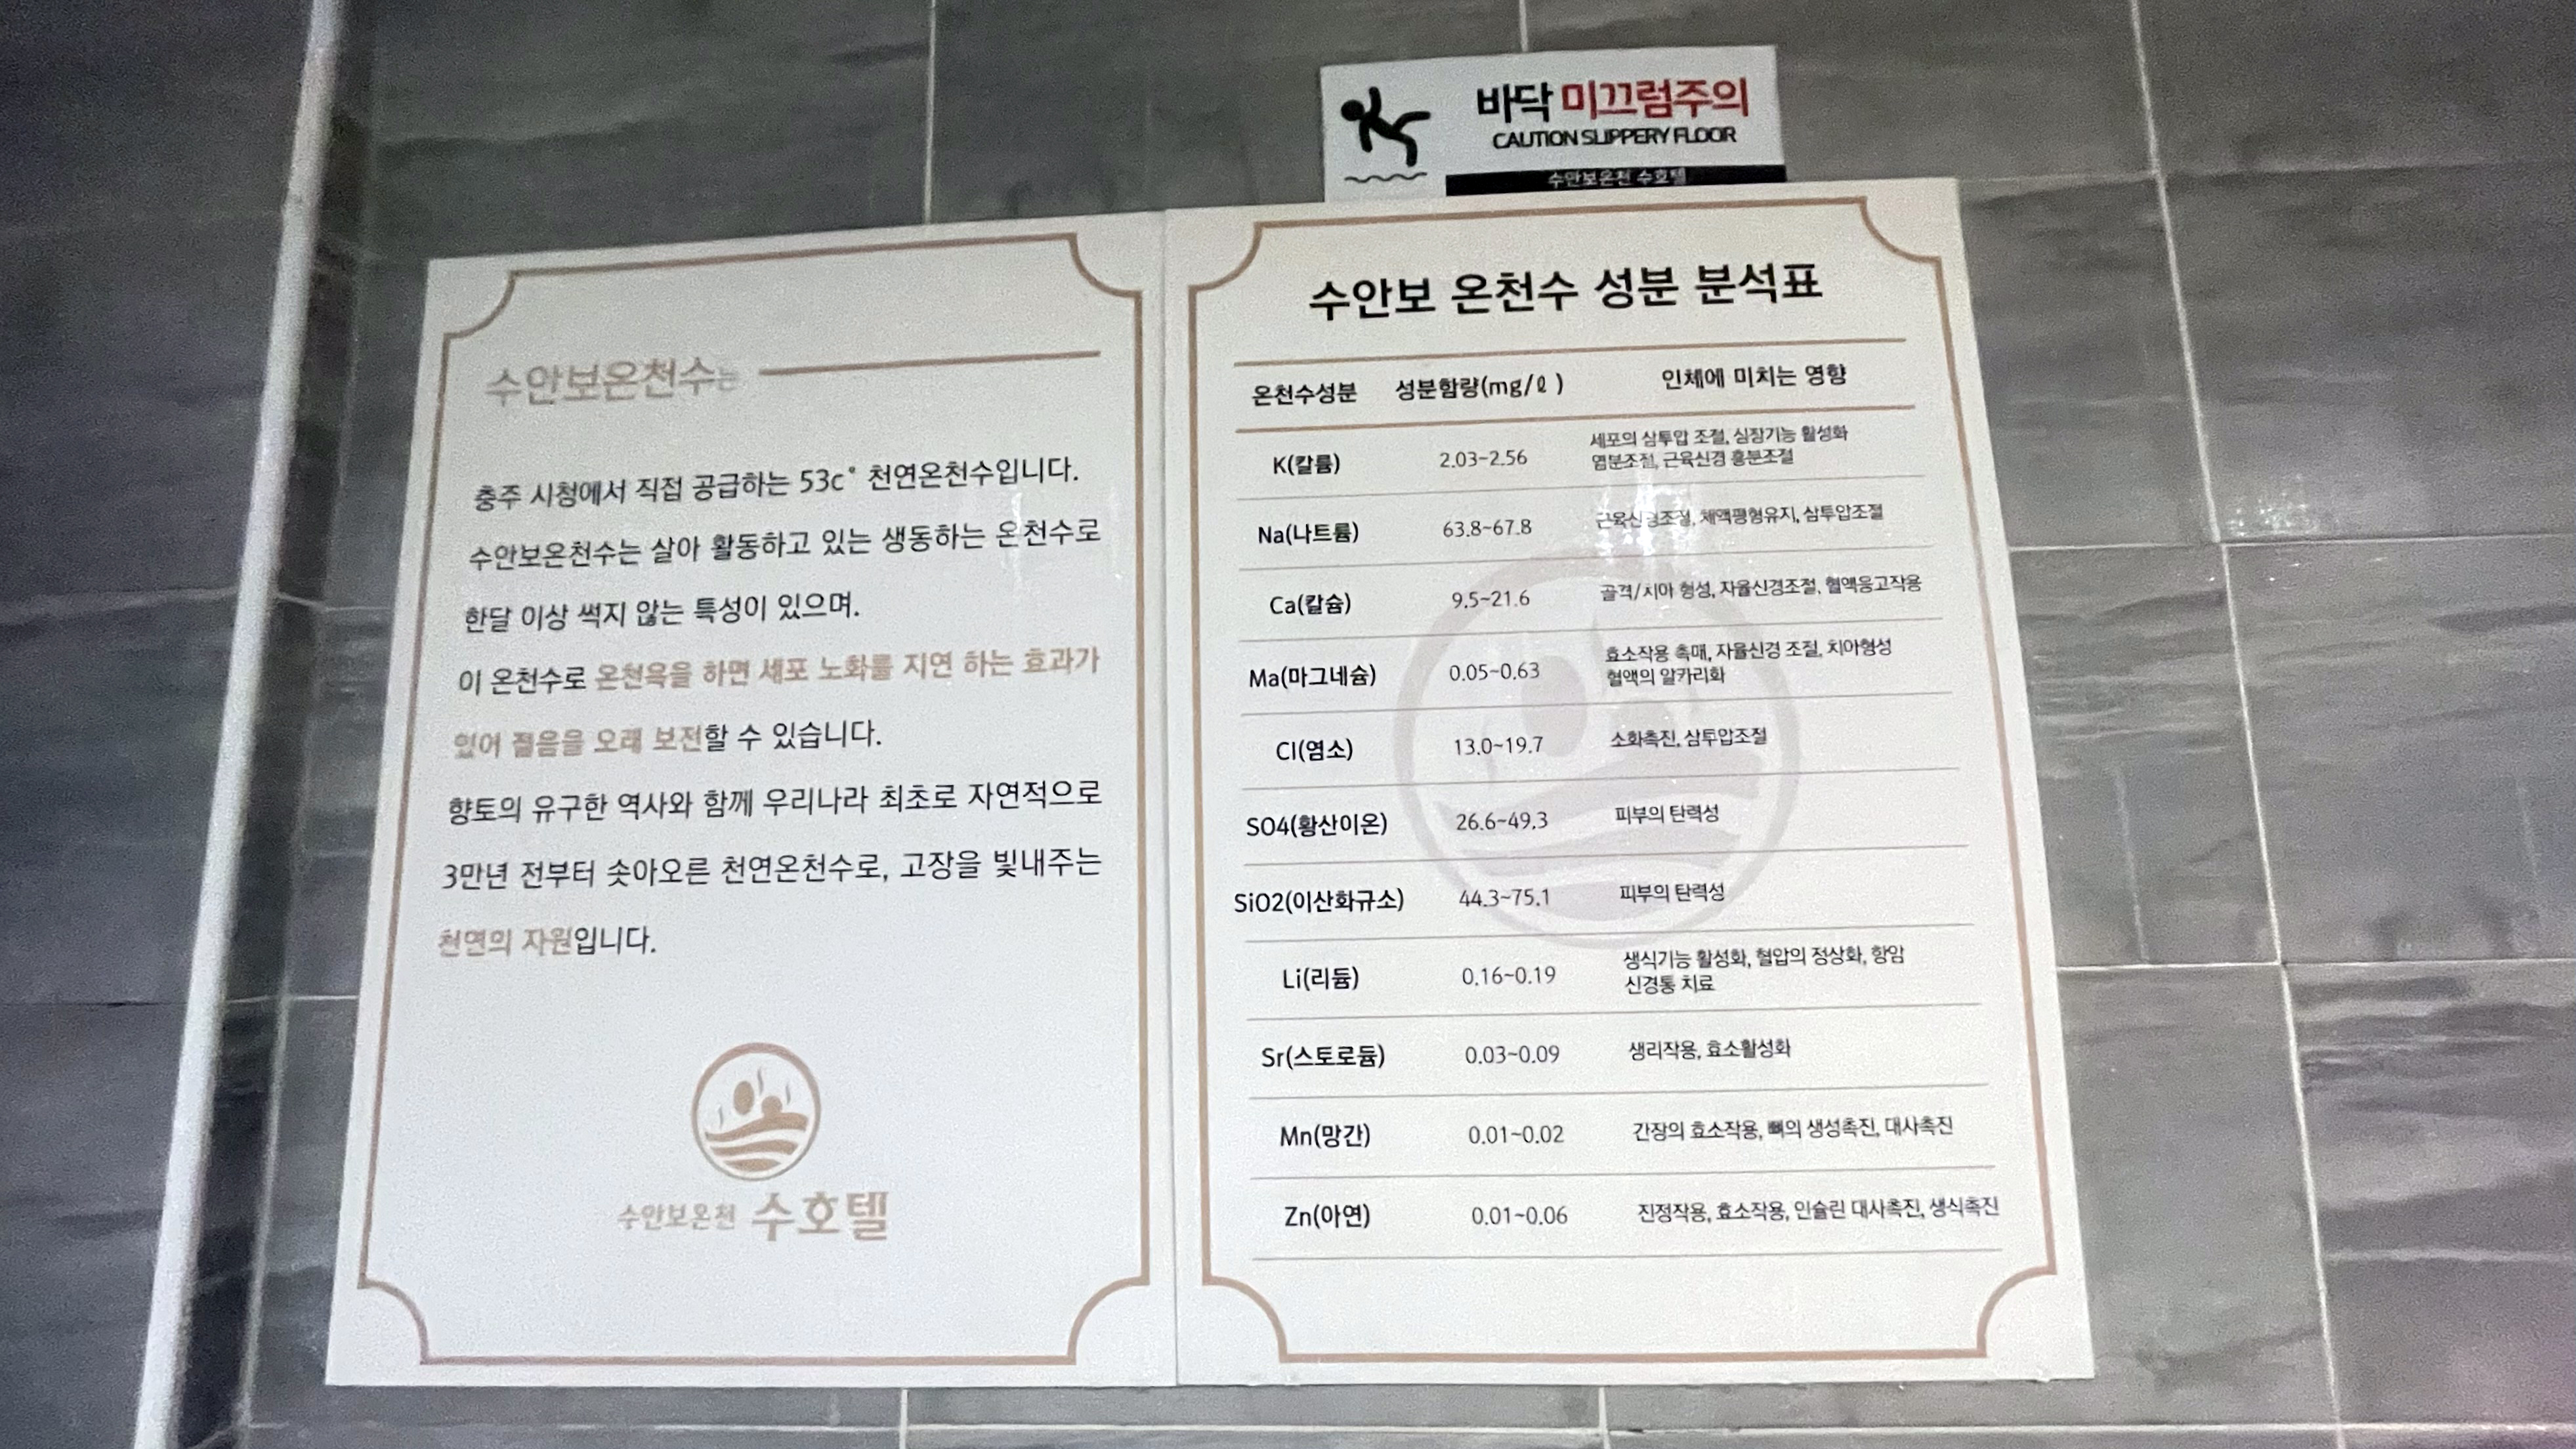 바닥 미끄럼주의
CAUTION SLIPPERY FLOOR
수안보온천 수호텔
수안보온천수는
충주 시청에서 직접 공급하는 53c° 천연온천수입니다.
수안보온천수는 살아 활동하고 있는 생동하는 온천수로
한달 이상 썩지 않는 특성이 있으며.
이 온천수로 온천욕을 하면 세포 노화를 지연 하는 효과가
있어 젊음을 오래 보전할 수 있습니다.
향토의 유구한 역사와 함께 우리나라 최초로 자연적으로
3만년 전부터 솟아오른 천연온천수로, 고장을 빛내주는
천연의 자원입니다.
수안보온천 수호텔
수안보 온천수 성분 분석표
온천수성분 성분함량(mg/ℓ ) 인체에 미치는 영향
K(칼륨) 2.03~2.56 세포의 삼투압 조절, 심장기능 활성화
염분조절, 근육신경 흥분조절
Na(나트륨) 63.8~67.8 근육신경조절, 체액평형유지, 삼투압조절
Ca(칼슘) 9.5~21.6 골격/치아 형성, 자율신경조절, 혈액응고작용
Ma(마그네슘) 0.05~0.63 효소작용 촉매, 자율신경 조절, 치아형성
혈액의 알카리화
Cl(염소) 13.0~19.7 소화촉진, 삼투압조절
SO4(황산이온) 26.6~49.3 피부의 탄력성
SiO2(이산화규소) 44.3~75.1 피부의 탄력성
Li(리튬) 0.16~0.19 생식기능 활성화, 혈압의 정상화, 항암
신경통 치료
Sr(스토로듐) 0.03~0.09 생리작용, 효소활성화
Mn(망간) 0.01~0.02 간장의 효소작용, 뼈의 생성촉진, 대사촉진
Zn(아연) 0.01~0.06 진정작용, 효소작용, 인슐린 대사촉진, 생식촉진